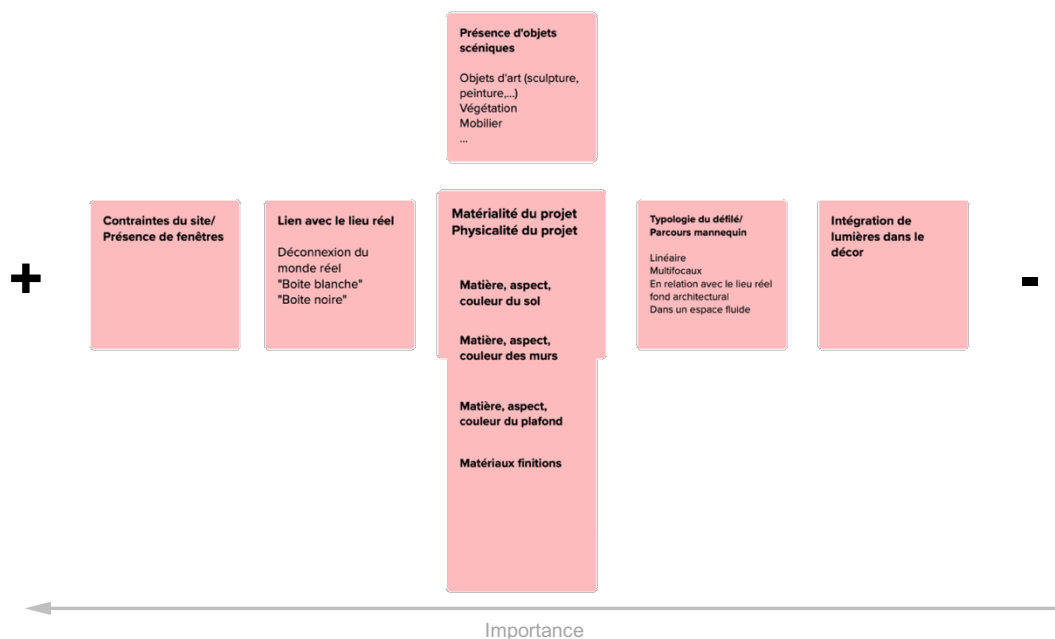 Présence d'objets
scéniques
Objets d'art (sculpture,
peinture,...)
Végétation
Mobilier
...
+
Contraintes du site/
Présence de fenêtres
Lien avec le lieu réel
Déconnexion du
monde réel
"Boite blanche"
"Boite noire"
Matérialité du projet
Physicalité du projet
Matière, aspect,
couleur du sol
Matière, aspect,
couleur des murs
Matière, aspect,
couleur du plafond
Matériaux finitions
Typologie du défilé/
Parcours mannequin
Linéaire
Multifocaux
En relation avec le lieu réel
fond architectural
Dans un espace fluide
Intégration de
lumières dans le
décor
-
Importance